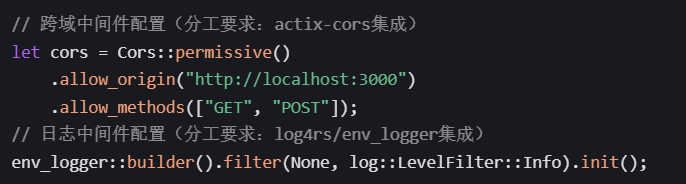 // 跨域中间件配置（分工要求：actix-cors集成）
let cors = Cors::permissive()
    .allow_origin("http://localhost:3000")
    .allow_methods(["GET", "POST"]);
// 日志中间件配置（分工要求：log4rs/env_logger集成）
env_logger::builder().filter(None, log::LevelFilter::Info).init();